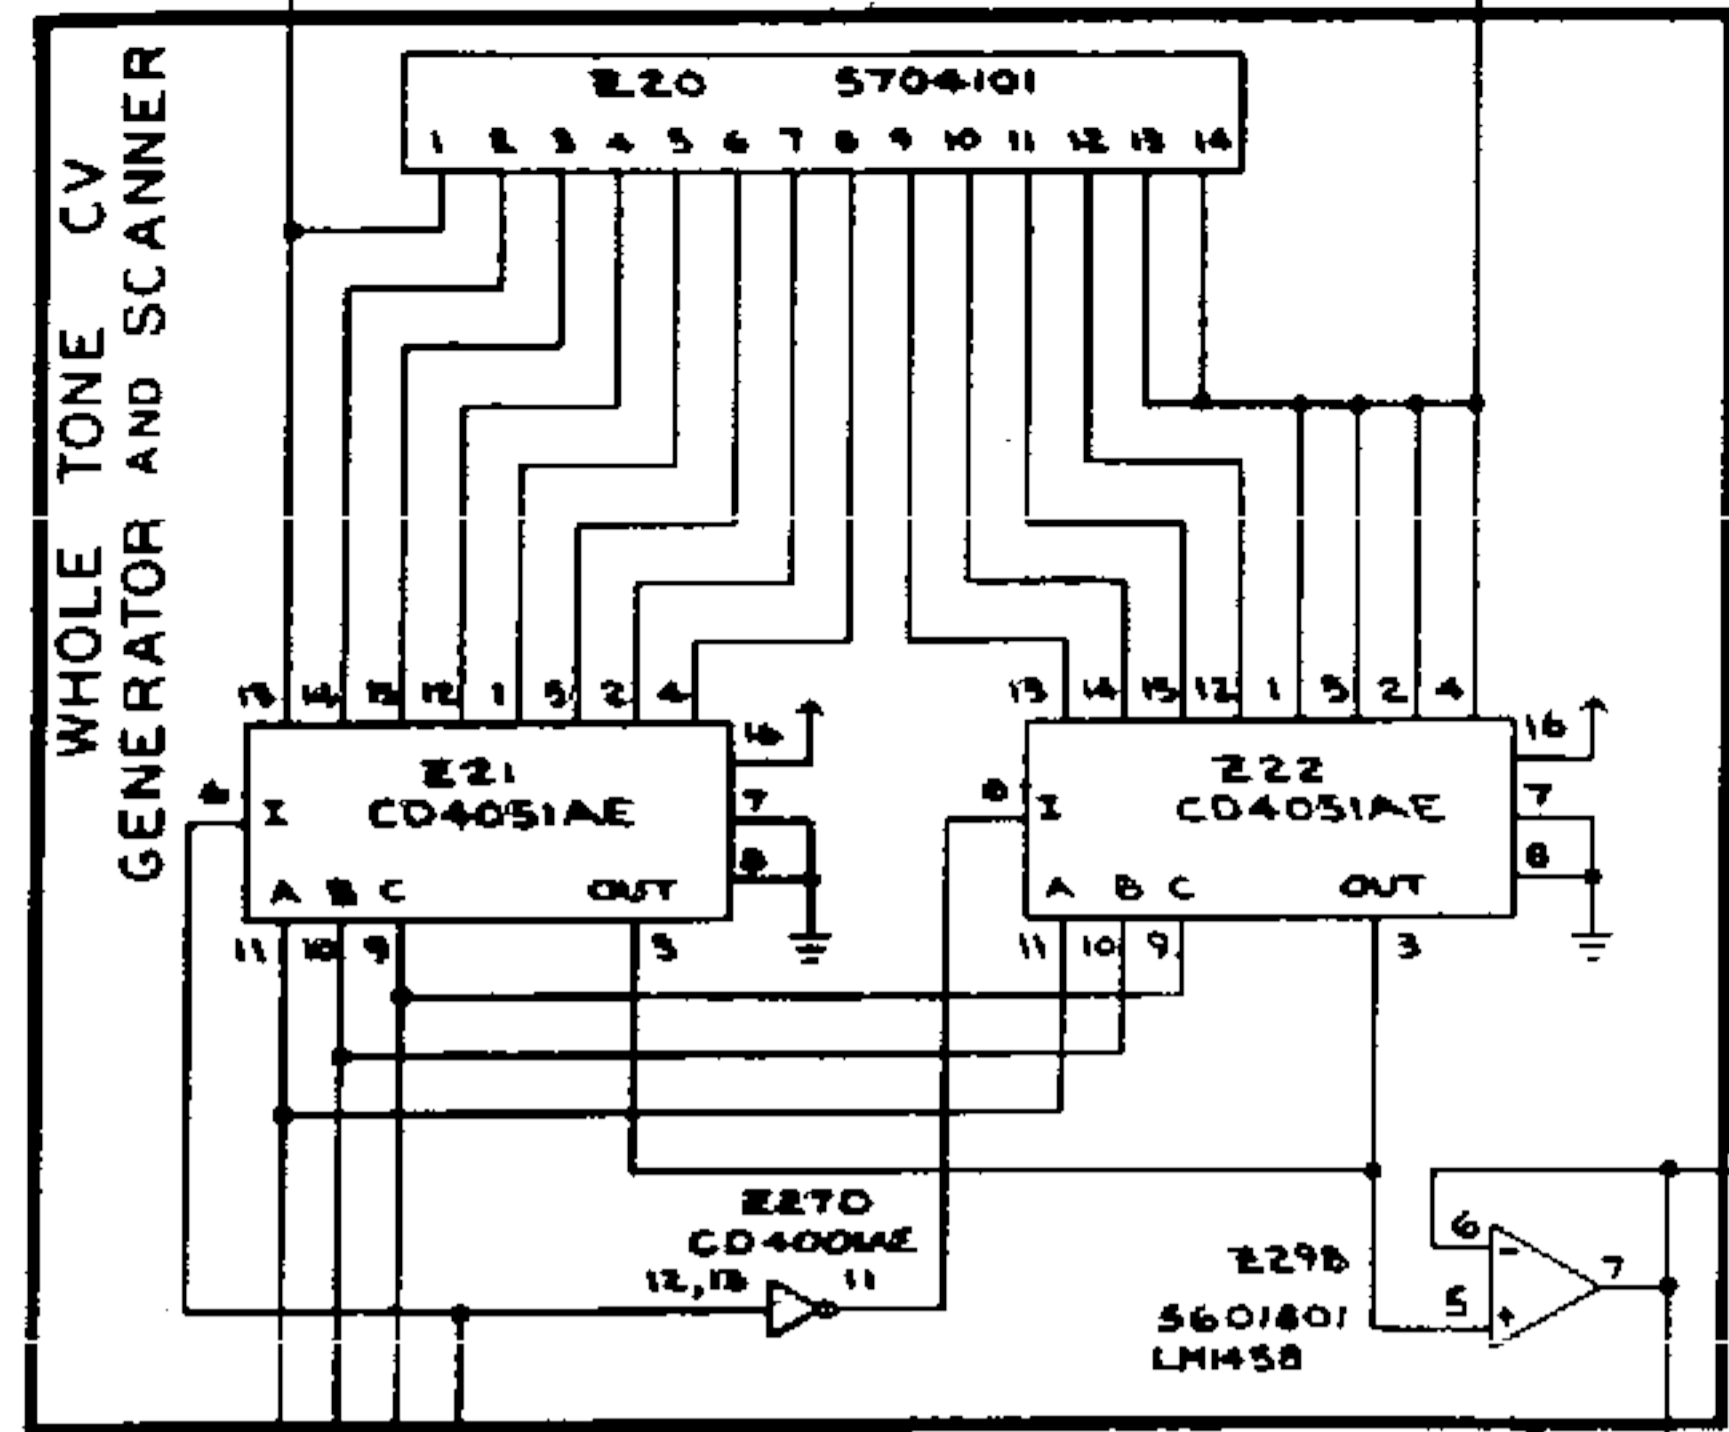 WHOLE TONE CV
GENERATOR AND SCANNER
Z20 5704101
1 2 3 4 5 6 7 8 9 10 11 12 13 14
13 14 15 12 1 5 2 4
16
Z21
6 I CD4051AE 7
8
A B C OUT
11 10 9 3
13 14 15 12 1 5 2 4
16
Z22
6 I CD4051AE 7
8
A B C OUT
11 10 9 3
Z27D
CD4001AE
12,13 11
Z29B
5601801
LM1458
6 -
7
5 +